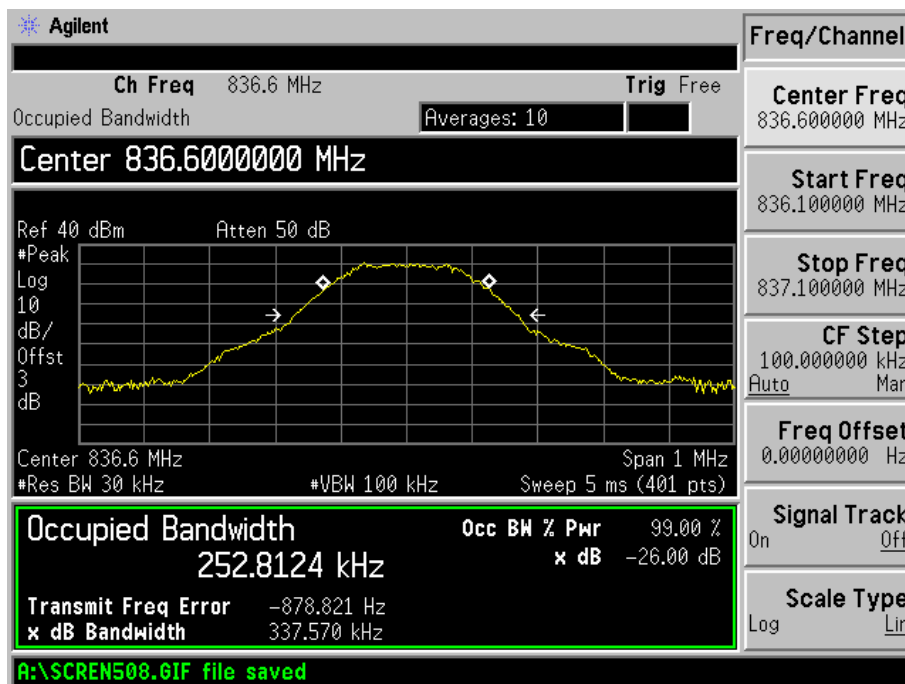 Agilent
Freq/Channel
Ch Freq 836.6 MHz Trig Free
Occupied Bandwidth Averages: 10
Center 836.6000000 MHz
Ref 40 dBm Atten 50 dB
#Peak
Log
10
dB/
Offst
3
dB
Center 836.6 MHz Span 1 MHz
#Res BW 30 kHz #VBW 100 kHz Sweep 5 ms (401 pts)
Occupied Bandwidth
252.8124 kHz
Occ BW % Pwr 99.00 %
x dB -26.00 dB
Transmit Freq Error -878.821 Hz
x dB Bandwidth 337.570 kHz
A:\SCREN508.GIF file saved
Center Freq
836.600000 MHz
Start Freq
836.100000 MHz
Stop Freq
837.100000 MHz
CF Step
100.000000 kHz
Auto Man
Freq Offset
0.00000000 Hz
Signal Track
On Off
Scale Type
Log Lin